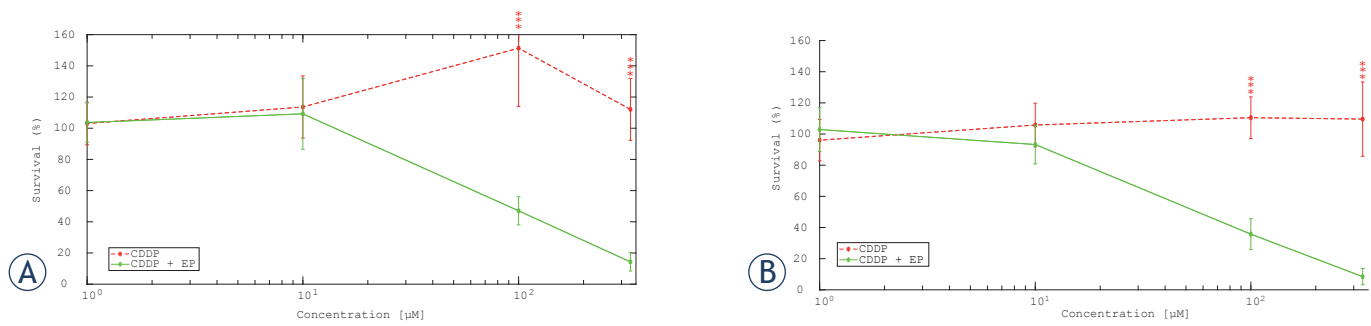 ***
160
140
120
100
80
60
40
20
0
Survival (%)
***
CDDP
CDDP + EP
10⁰
10¹
10²
Concentration [µM]
A
160
140
120
100
80
60
40
20
0
Survival (%)
***
***
CDDP
CDDP + EP
10⁰
10¹
10²
Concentration [µM]
B